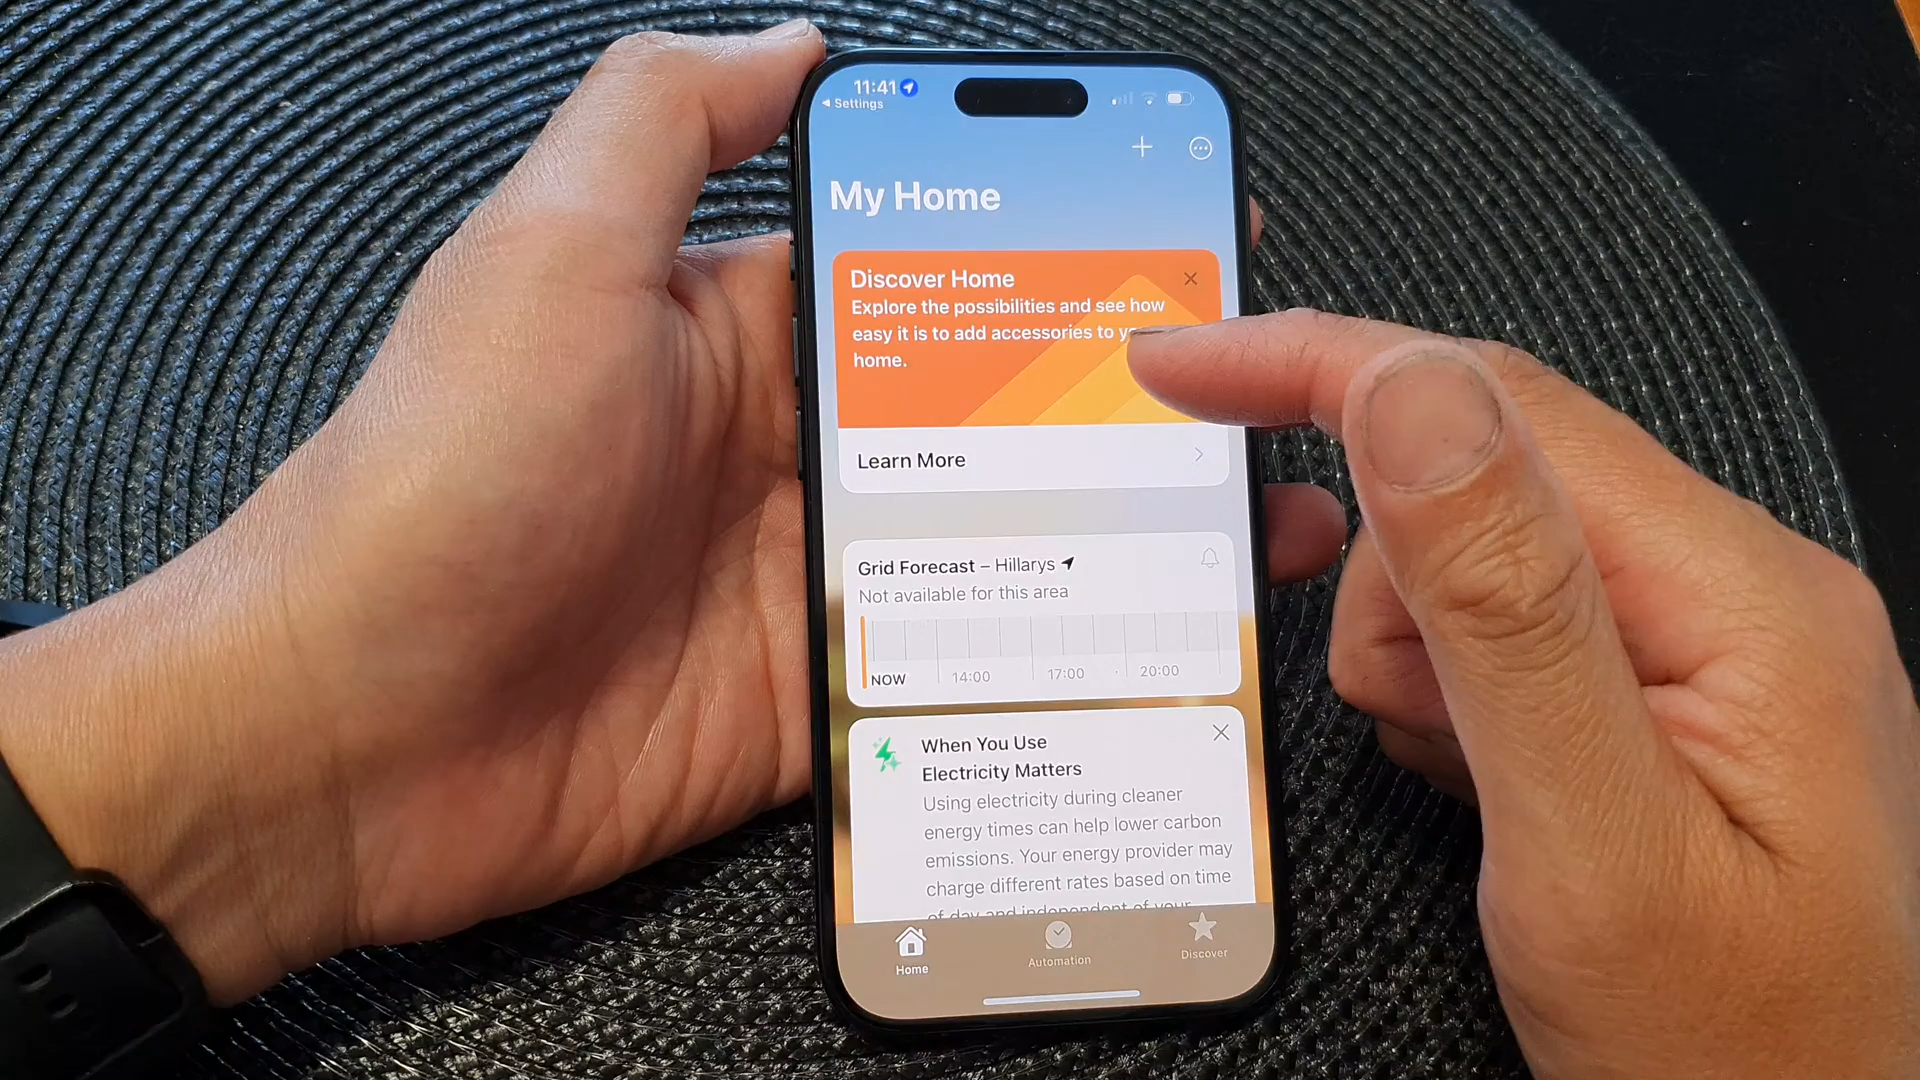 11:41
Settings
My Home
Discover Home
Explore the possibilities and see how
easy it is to add accessories to
home.
Learn More
Grid Forecast – Hillarys
Not available for this area
NOW 14:00 17:00 20:00
When You Use
Electricity Matters
Using electricity during cleaner
energy times can help lower carbon
emissions. Your energy provider may
charge different rates based on time
of day and independent of your
Home Automation Discover